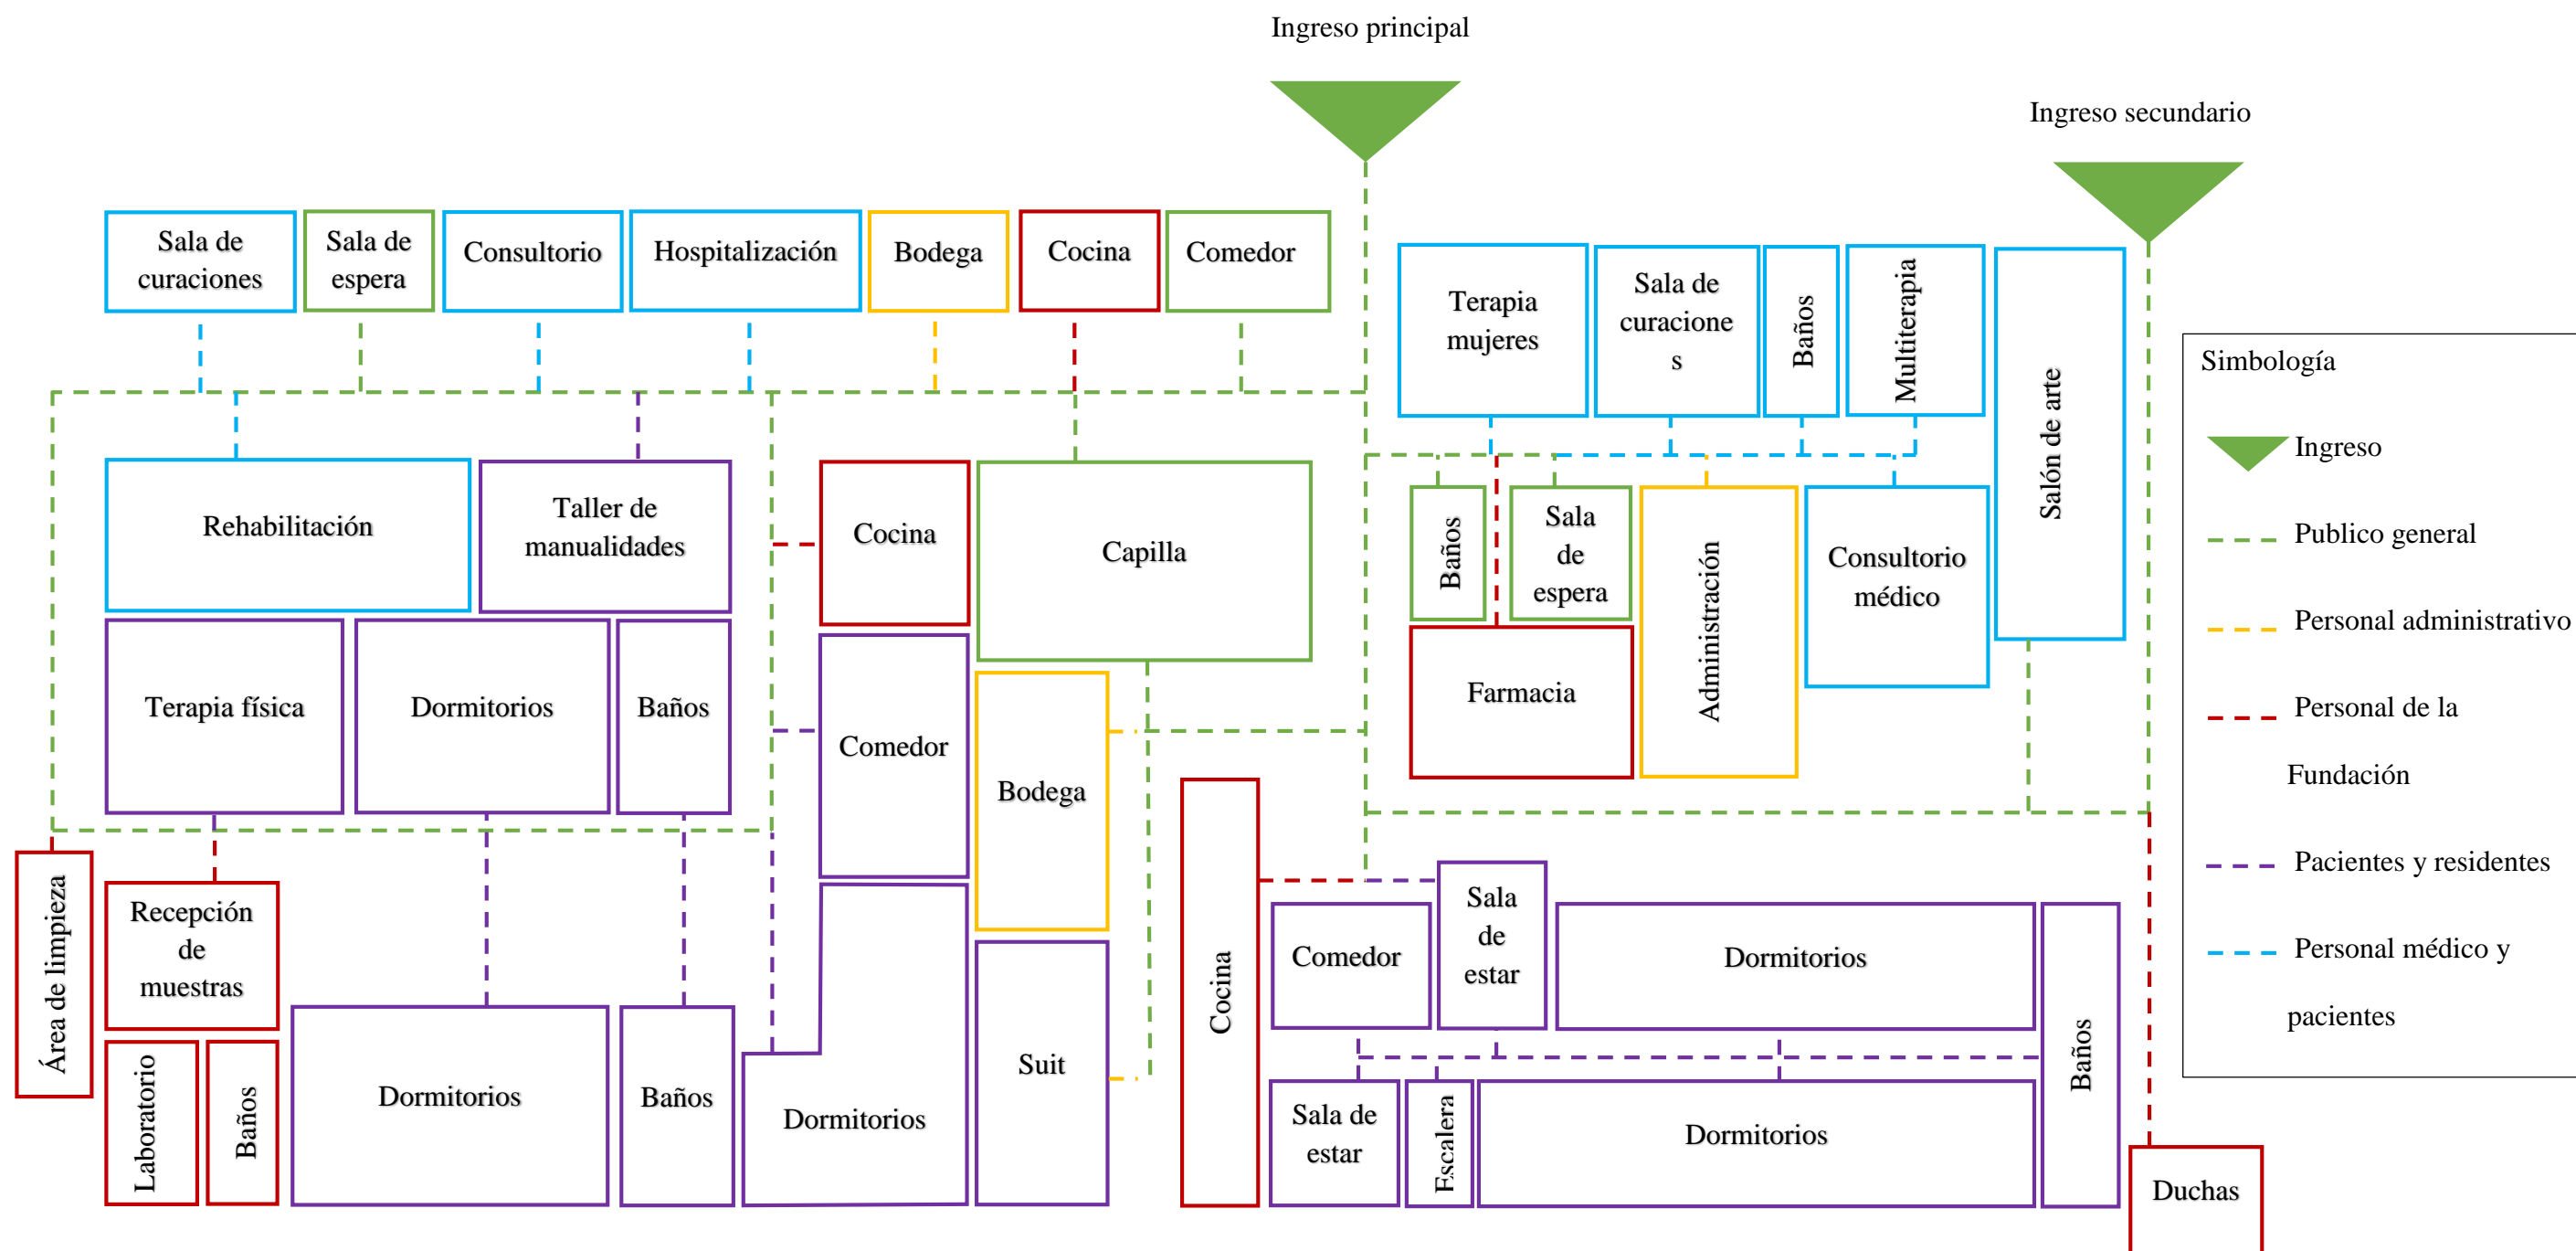 Ingreso principal
Ingreso secundario
Sala de
curaciones
Sala de
espera
Consultorio
Hospitalización
Bodega
Cocina
Comedor
Terapia
mujeres
Sala de
curacione
s
Baños
Multiterapia
Salón de arte
Rehabilitación
Taller de
manualidades
Cocina
Capilla
Baños
Sala
de
espera
Administración
Consultorio
médico
Terapia física
Dormitorios
Baños
Comedor
Bodega
Farmacia
Área de limpieza
Recepción
de
muestras
Laboratorio
Baños
Dormitorios
Baños
Dormitorios
Suit
Cocina
Comedor
Sala
de
estar
Dormitorios
Baños
Sala de
estar
Escalera
Dormitorios
Duchas
Simbología
Ingreso
Publico general
Personal administrativo
Personal de la
Fundación
Pacientes y residentes
Personal médico y
pacientes